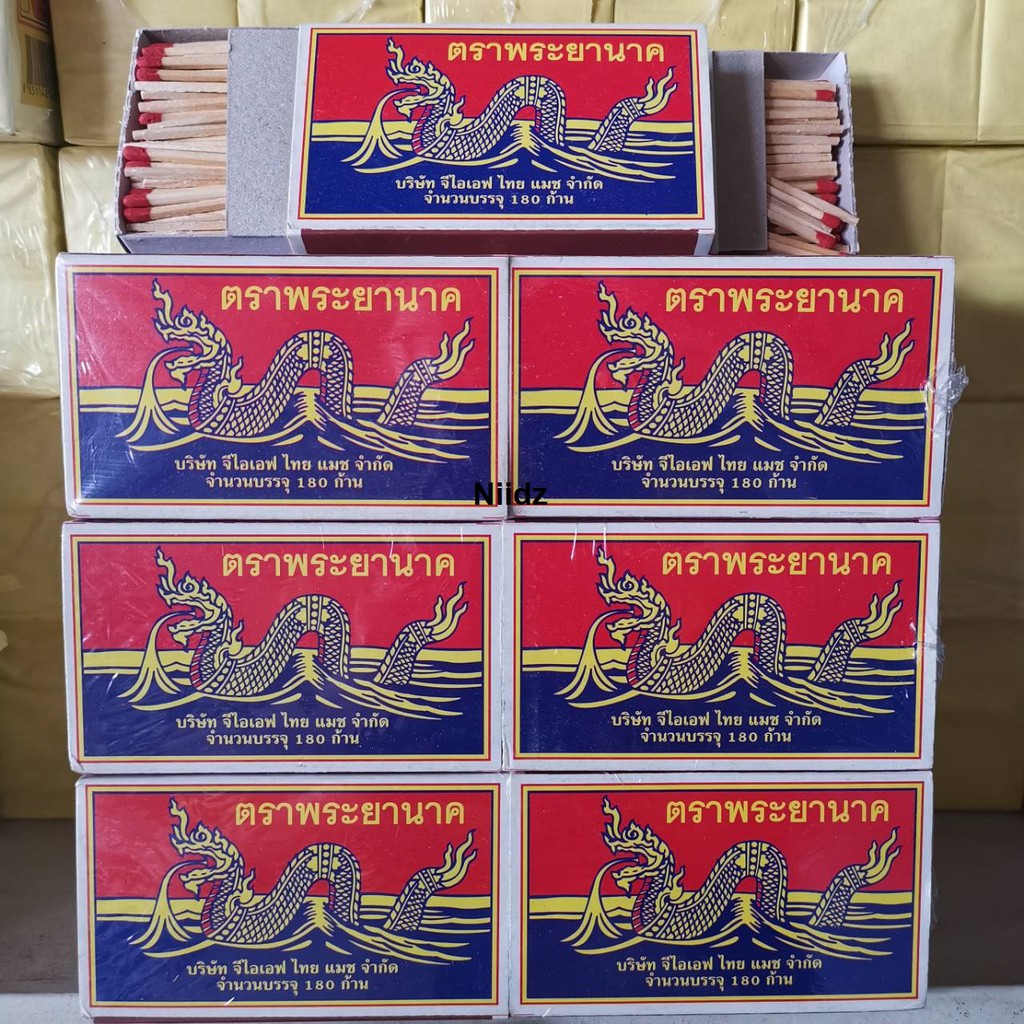 ตราพระยานาค
บริษัท จีไอเอฟ ไทย แมช จำกัด
จำนวนบรรจุ 180 ก้าน
ตราพระยานาค
บริษัท จีไอเอฟ ไทย แมช จำกัด
จำนวนบรรจุ 180 ก้าน
ตราพระยานาค
บริษัท จีไอเอฟ ไทย แมช จำกัด
จำนวนบรรจุ 180 ก้าน
Niidz
ตราพระยานาค
บริษัท จีไอเอฟ ไทย แมช จำกัด
จำนวนบรรจุ 180 ก้าน
ตราพระยานาค
บริษัท จีไอเอฟ ไทย แมช จำกัด
จำนวนบรรจุ 180 ก้าน
ตราพระยานาค
บริษัท จีไอเอฟ ไทย แมช จำกัด
จำนวนบรรจุ 180 ก้าน
ตราพระยานาค
บริษัท จีไอเอฟ ไทย แมช จำกัด
จำนวนบรรจุ 180 ก้าน